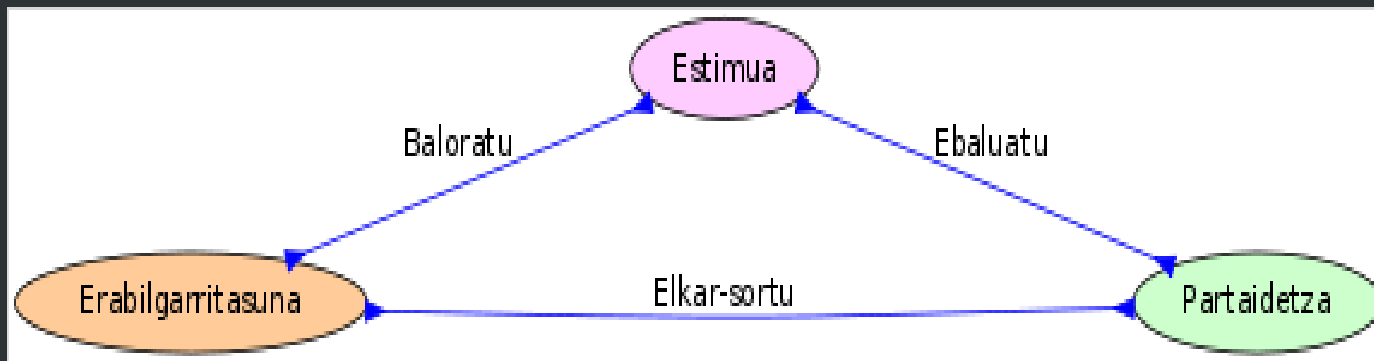 Estimua
Baloratu
Ebaluatu
Erabilgarritasuna
Elkar-sortu
Partaidetza